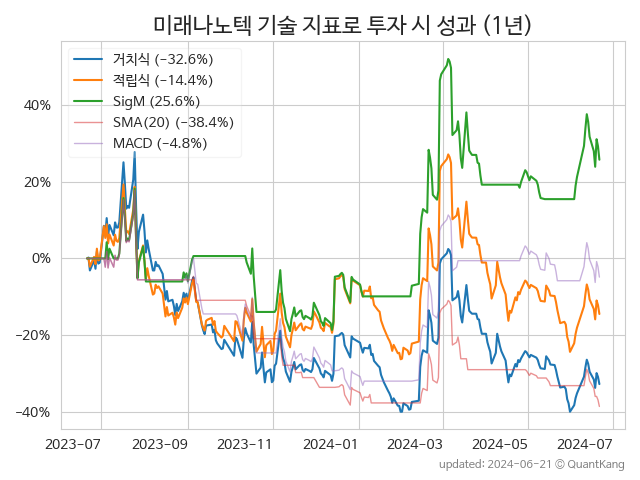 미래나노텍 기술 지표로 투자 시 성과 (1년)
거치식 (−32.6%)
적립식 (−14.4%)
SigM (25.6%)
SMA(20) (−38.4%)
MACD (−4.8%)
40%
20%
0%
−20%
−40%
2023−07 2023−09 2023−11 2024−01 2024−03 2024−05 2024−07
updated: 2024−06−21 © QuantKang